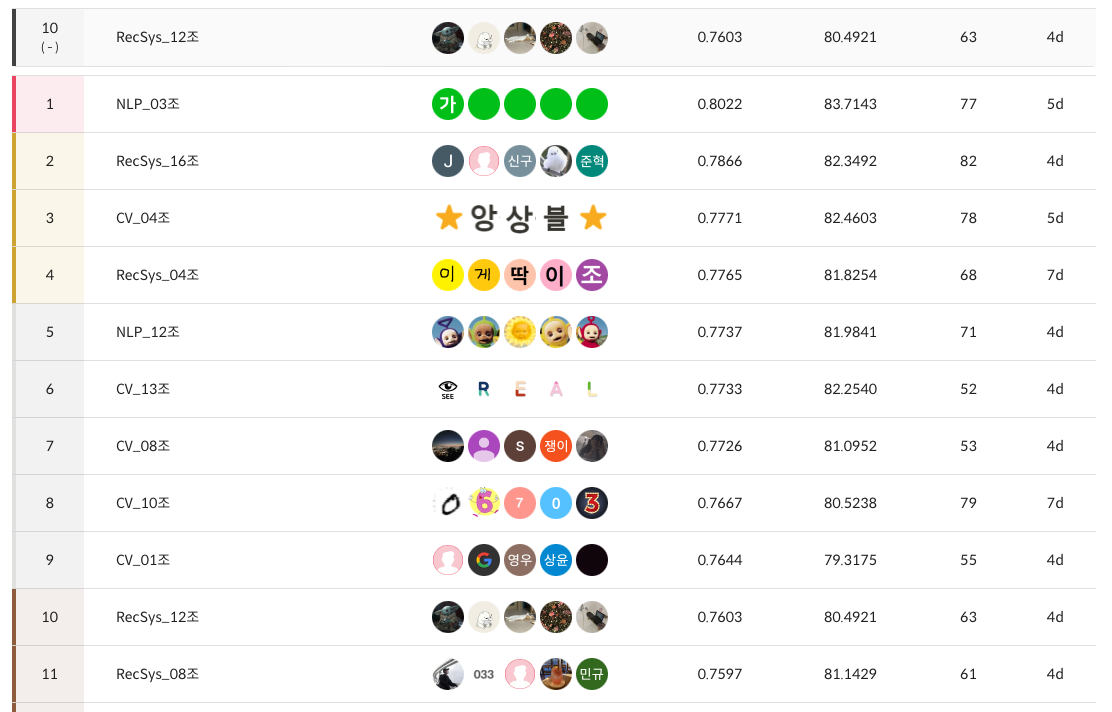 10 RecSys_12조 0.7603 80.4921 63 4d
(-)
1 NLP_03조 가 0.8022 83.7143 77 5d
2 RecSys_16조 J 신구 준혁 0.7866 82.3492 82 4d
3 CV_04조 앙 상 블 0.7771 82.4603 78 5d
4 RecSys_04조 이 게 딱 이 조 0.7765 81.8254 68 7d
5 NLP_12조 0.7737 81.9841 71 4d
6 CV_13조 SEE R E A L 0.7733 82.2540 52 4d
7 CV_08조 S 쟁이 0.7726 81.0952 53 4d
8 CV_10조 0 6 7 0 3 0.7667 80.5238 79 7d
9 CV_01조 G 영우 상윤 0.7644 79.3175 55 4d
10 RecSys_12조 0.7603 80.4921 63 4d
11 RecSys_08조 033 민규 0.7597 81.1429 61 4d